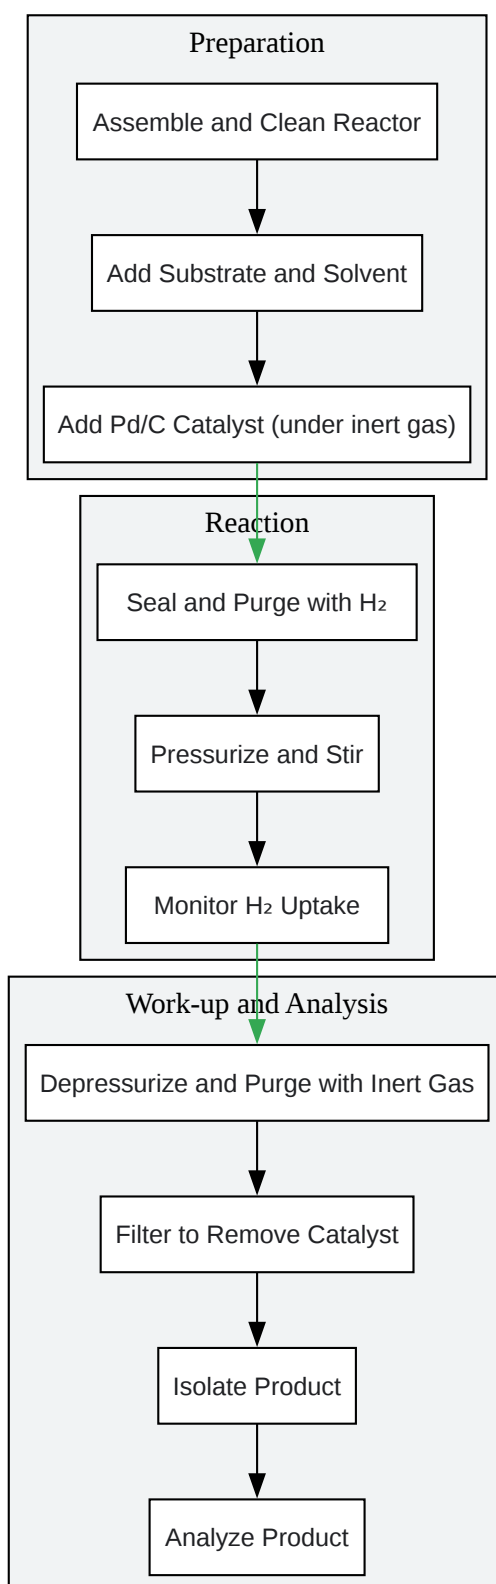 Preparation
Assemble and Clean Reactor
Add Substrate and Solvent
Add Pd/C Catalyst (under inert gas)
Reaction
Seal and Purge with H₂
Pressurize and Stir
Monitor H₂ Uptake
Work-up and Analysis
Depressurize and Purge with Inert Gas
Filter to Remove Catalyst
Isolate Product
Analyze Product